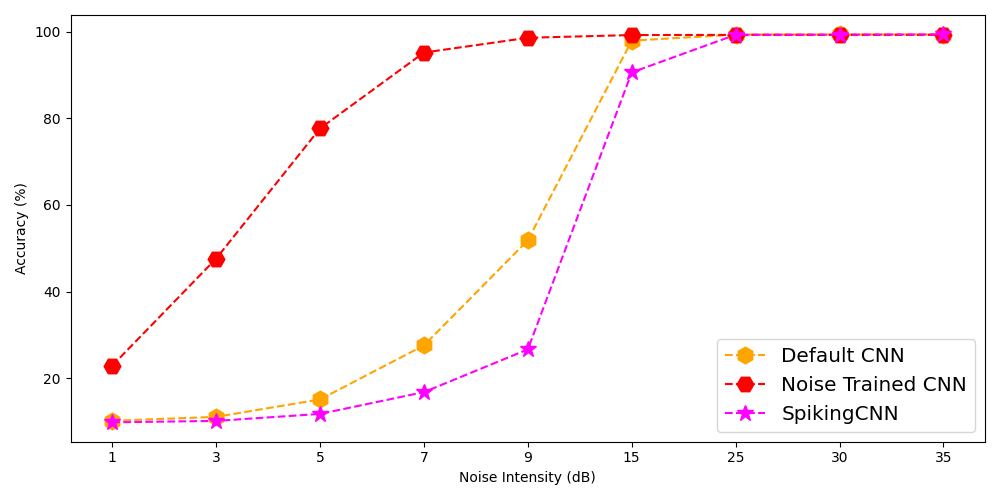 100
80
60
40
20
Accuracy (%)
1 3 5 7 9 15 25 30 35
Noise Intensity (dB)
Default CNN
Noise Trained CNN
SpikingCNN